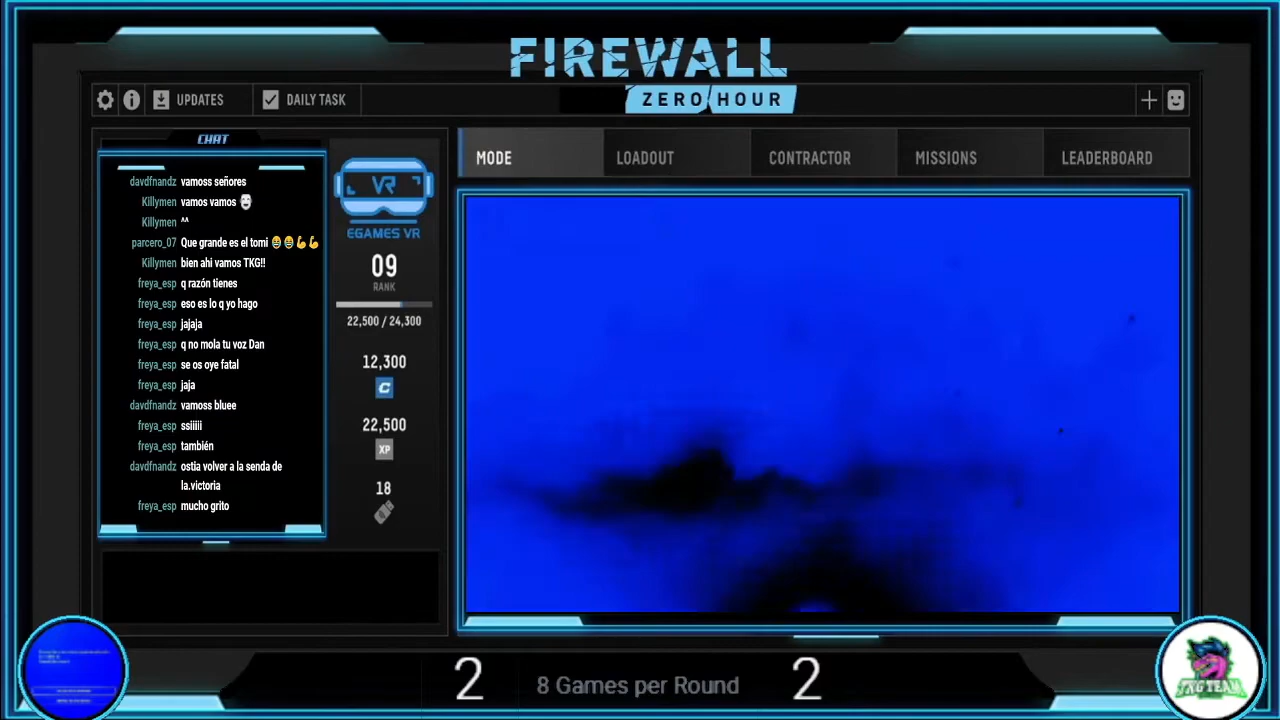 FIREWALL
ZERO HOUR
UPDATES
DAILY TASK
CHAT
davdfnandz vamoss señores
Killymen vamos vamos
Killymen ^^
parcero_07 Que grande es el tomi 😅😅💪💪
Killymen bien ahi vamos TKG!!
freya_esp q razón tienes
freya_esp eso es lo q yo hago
freya_esp jajaja
freya_esp q no mola tu voz Dan
freya_esp se os oye fatal
freya_esp jaja
davdfnandz vamoss bluee
freya_esp ssiiiii
freya_esp también
davdfnandz ostia volver a la senda de
la.victoria
freya_esp mucho grito
VR
EGAMES VR
09
RANK
22,500 / 24,300
12,300
C
22,500
XP
18
MODE
LOADOUT
CONTRACTOR
MISSIONS
LEADERBOARD
2
8 Games per Round
2
TKG TEAM